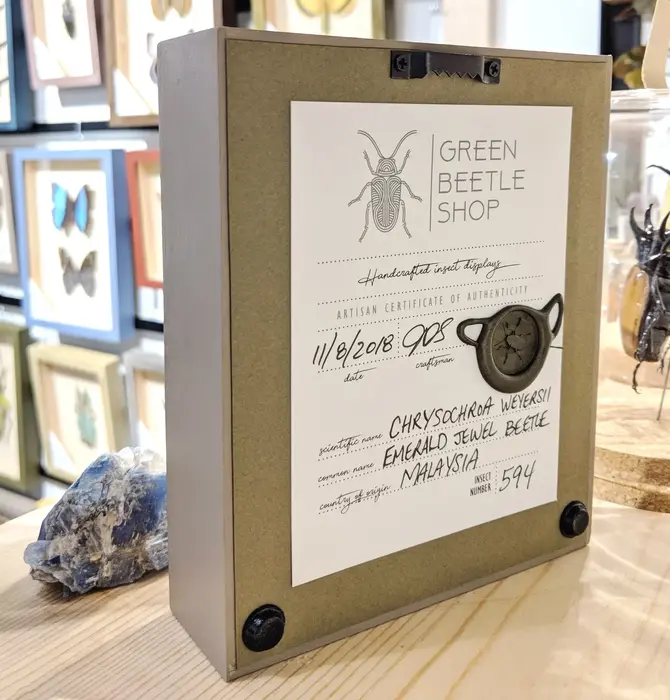 GREEN
BEETLE
SHOP
Handcrafted insect displays
ARTISAN CERTIFICATE OF AUTHENTICITY
11/8/2018
date craftsman
scientific name CHRYSOCHROA WEYERSII
common name EMERALD JEWEL BEETLE
country of origin MALAYSIA
INSECT
NUMBER 594